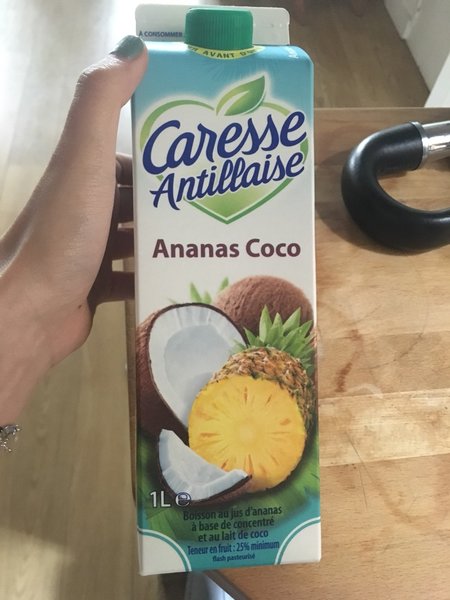 À CONSOMMER
AVANT
Caresse
Antillaise
Ananas Coco
1L e
Boisson au jus d'ananas
à base de concentré
et au lait de coco
Teneur en fruit : 25% minimum
flash pasteurisé